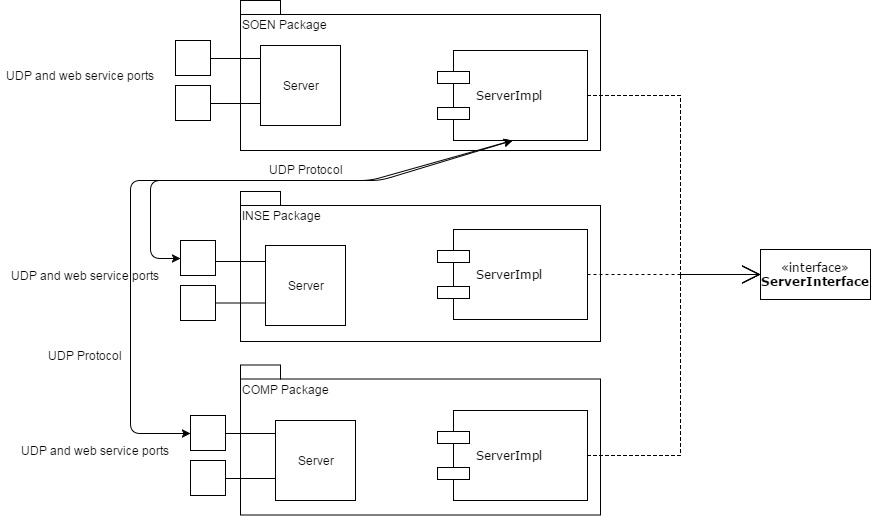 SOEN Package
UDP and web service ports
Server
ServerImpl
UDP Protocol
INSE Package
UDP and web service ports
Server
ServerImpl
«interface»
ServerInterface
UDP Protocol
COMP Package
UDP and web service ports
Server
ServerImpl